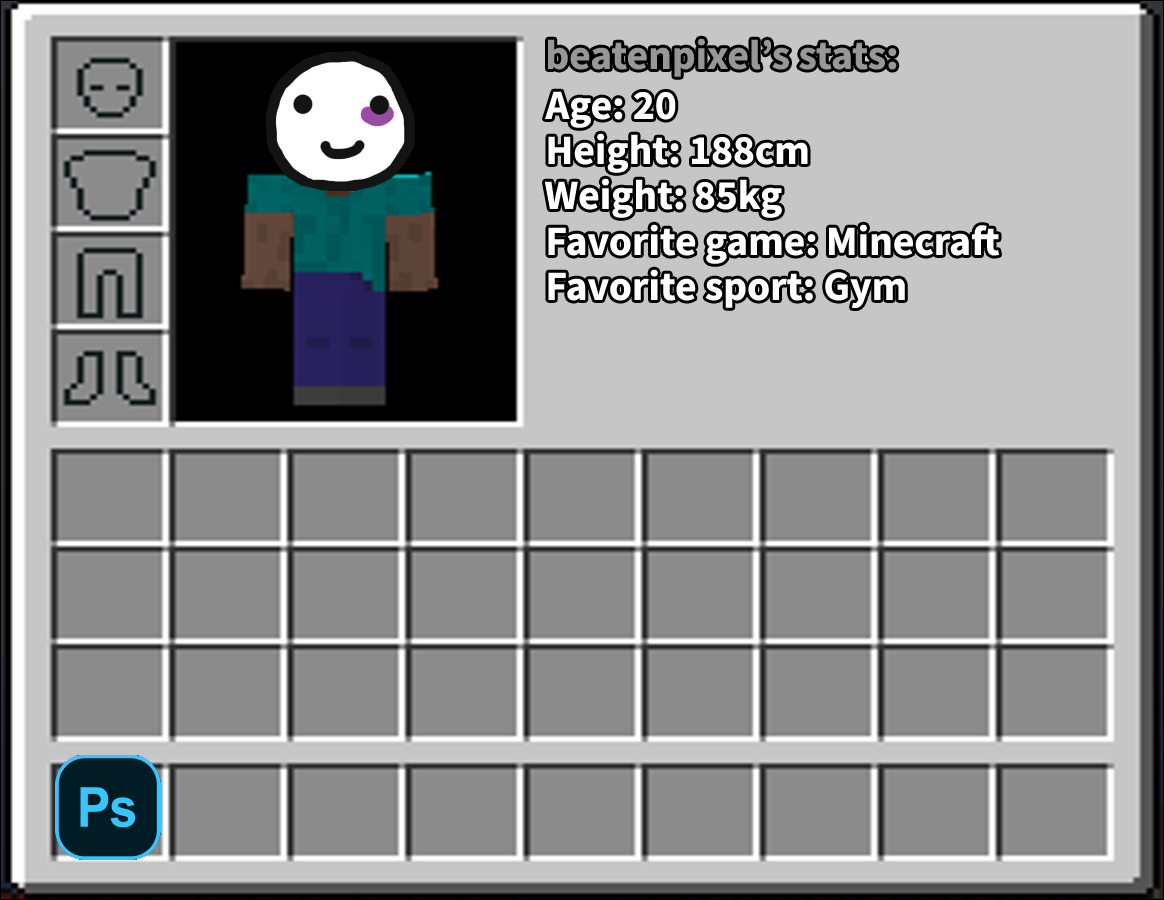 beatenpixel’s stats:
Age: 20
Height: 188cm
Weight: 85kg
Favorite game: Minecraft
Favorite sport: Gym
Ps